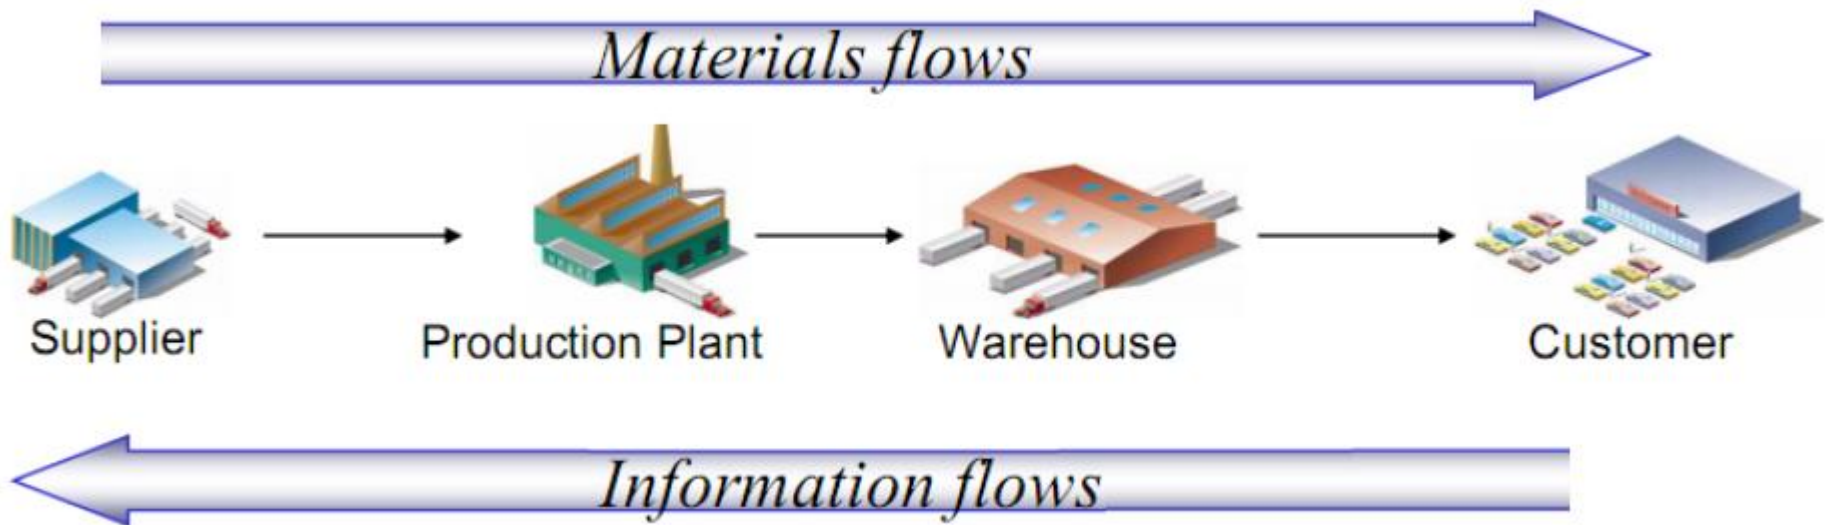 Materials flows
Supplier
Production Plant
Warehouse
Customer
Information flows